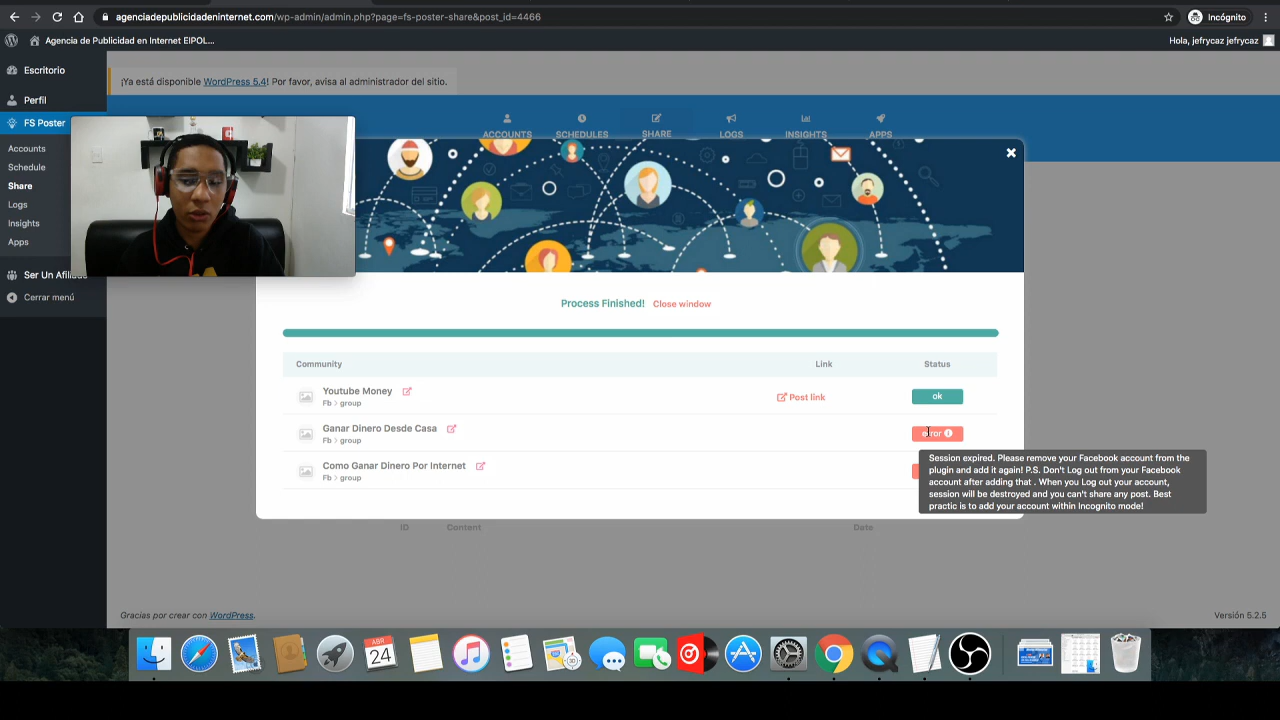 agenciadepublicidadeninternet.com/wp-admin/admin.php?page=fs-poster-share&post_id=4466
Incógnito
Agencia de Publicidad en Internet EIPOL...
Hola, jefrycaz jefrycaz
Escritorio
¡Ya está disponible WordPress 5.4! Por favor, avisa al administrador del sitio.
Perfil
FS Poster
ACCOUNTS
SCHEDULES
SHARE
LOGS
INSIGHTS
APPS
Accounts
Schedule
Share
Logs
Insights
Apps
Ser Un Afilia
Cerrar menú
Process Finished! Close window
Community
Link
Status
Youtube Money
Fb > group
Post link
ok
Ganar Dinero Desde Casa
Fb > group
error
Como Ganar Dinero Por Internet
Fb > group
Session expired. Please remove your Facebook account from the
plugin and add it again! P.S. Don't Log out from your Facebook
account after adding that . When you Log out your account,
session will be destroyed and you can't share any post. Best
practic is to add your account within Incognito mode!
ID
Content
Date
Gracias por crear con WordPress.
Versión 5.2.5
ABR
24